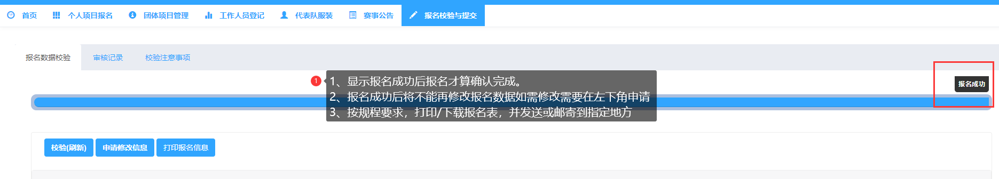 首页 个人项目报名 团体项目管理 工作人员登记 代表队服装 赛事公告 报名校验与提交
报名数据校验 审核记录 校验注意事项
1
1、显示报名成功后报名才算确认完成。
2、报名成功后将不能再修改报名数据如需修改需要在左下角申请
3、按规程要求，打印/下载报名表，并发送或邮寄到指定地方
报名成功
校验(刷新) 申请修改信息 打印报名信息